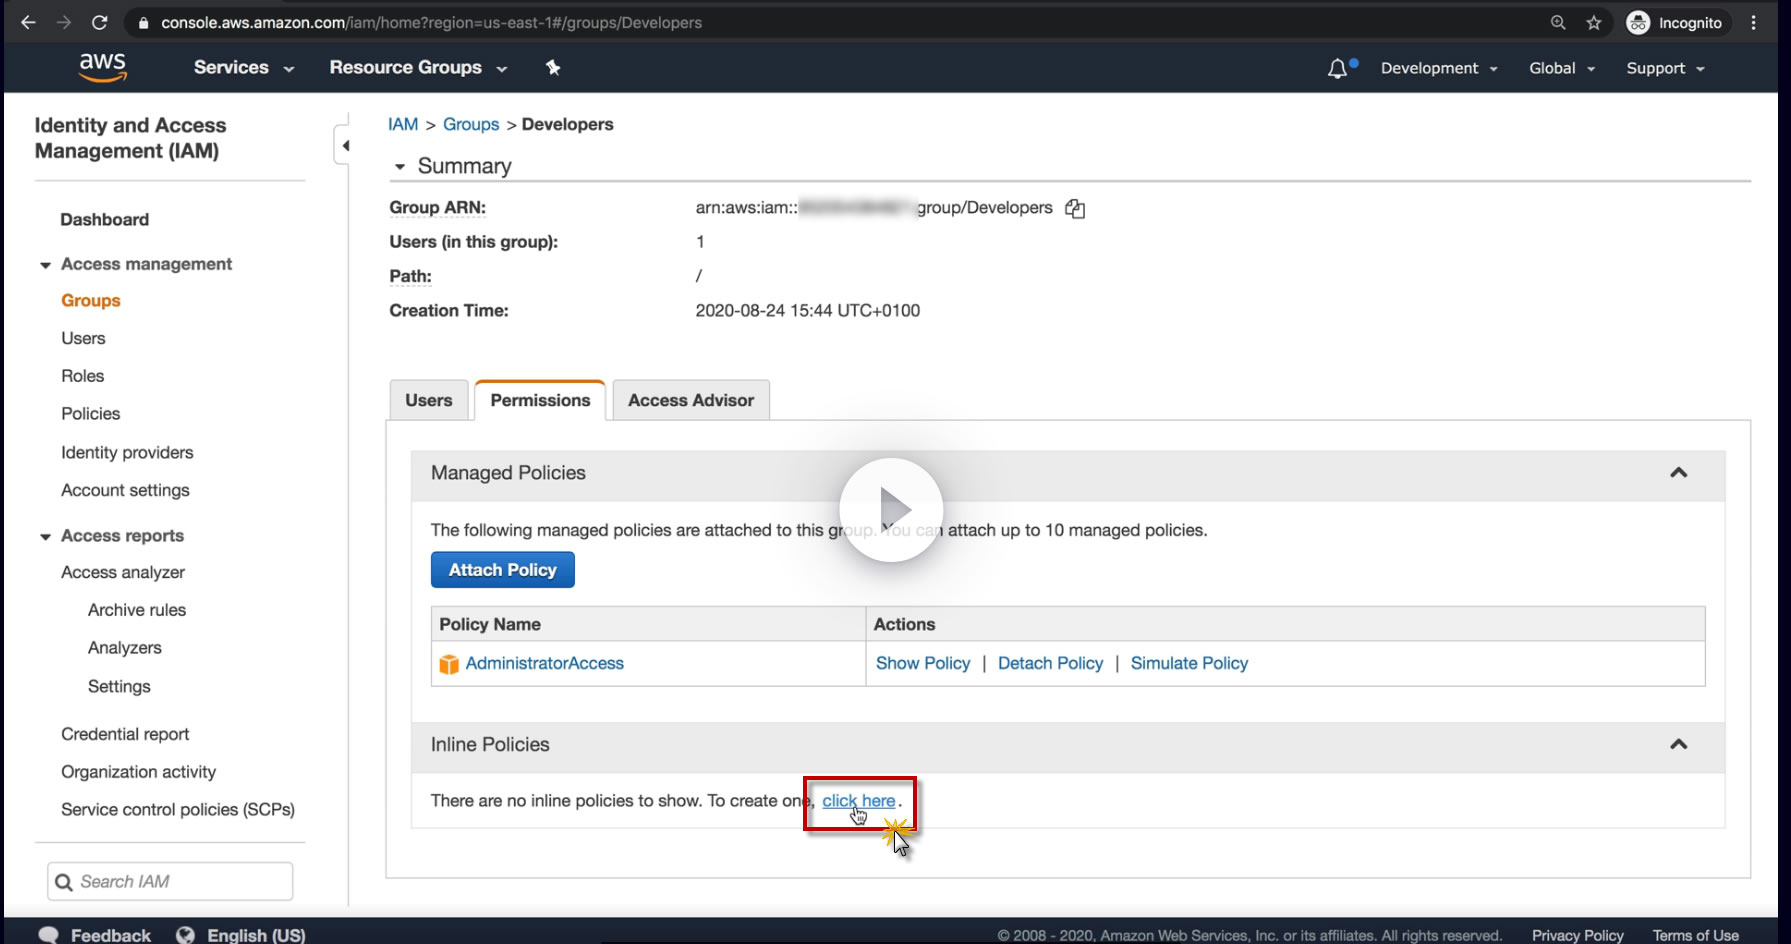 console.aws.amazon.com/iam/home?region=us-east-1#/groups/Developers
Incognito
aws
Services
Resource Groups
Development
Global
Support
Identity and Access
Management (IAM)
Dashboard
Access management
Groups
Users
Roles
Policies
Identity providers
Account settings
Access reports
Access analyzer
Archive rules
Analyzers
Settings
Credential report
Organization activity
Service control policies (SCPs)
Search IAM
IAM > Groups > Developers
Summary
Group ARN: arn:aws:iam:: group/Developers
Users (in this group): 1
Path: /
Creation Time: 2020-08-24 15:44 UTC+0100
Users
Permissions
Access Advisor
Managed Policies
The following managed policies are attached to this group. You can attach up to 10 managed policies.
Attach Policy
Policy Name Actions
AdministratorAccess Show Policy | Detach Policy | Simulate Policy
Inline Policies
There are no inline policies to show. To create one, click here.
Feedback
English (US)
© 2008 - 2020, Amazon Web Services, Inc. or its affiliates. All rights reserved.
Privacy Policy
Terms of Use